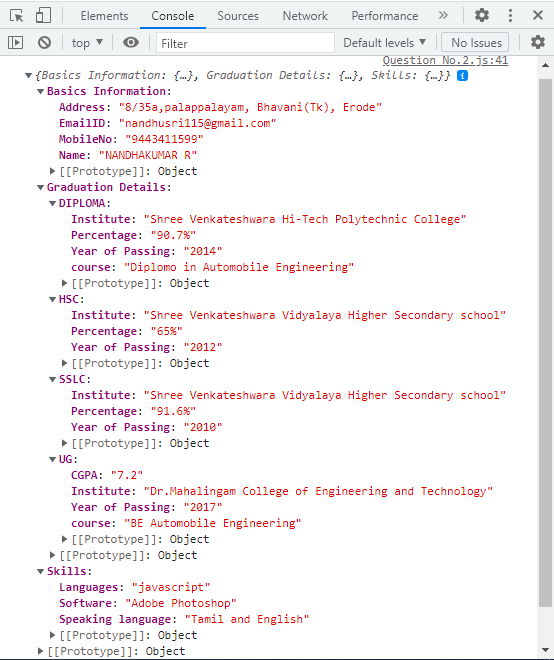 Elements Console Sources Network Performance »
top ▼ Filter Default levels ▼ No Issues
Question No.2.js:41
▼{Basics Information: {…}, Graduation Details: {…}, Skills: {…}} i
▼Basics Information:
Address: "8/35a,palappalayam, Bhavani(Tk), Erode"
EmailID: "nandhusri115@gmail.com"
MobileNo: "9443411599"
Name: "NANDHAKUMAR R"
▶[[Prototype]]: Object
▼Graduation Details:
▼DIPLOMA:
Institute: "Shree Venkateshwara Hi-Tech Polytechnic College"
Percentage: "90.7%"
Year of Passing: "2014"
course: "Diplomo in Automobile Engineering"
▶[[Prototype]]: Object
▼HSC:
Institute: "Shree Venkateshwara Vidyalaya Higher Secondary school"
Percentage: "65%"
Year of Passing: "2012"
▶[[Prototype]]: Object
▼SSLC:
Institute: "Shree Venkateshwara Vidyalaya Higher Secondary school"
Percentage: "91.6%"
Year of Passing: "2010"
▶[[Prototype]]: Object
▼UG:
CGPA: "7.2"
Institute: "Dr.Mahalingam College of Engineering and Technology"
Year of Passing: "2017"
course: "BE Automobile Engineering"
▶[[Prototype]]: Object
▶[[Prototype]]: Object
▼Skills:
Languages: "javascript"
Software: "Adobe Photoshop"
Speaking language: "Tamil and English"
▶[[Prototype]]: Object
▶[[Prototype]]: Object